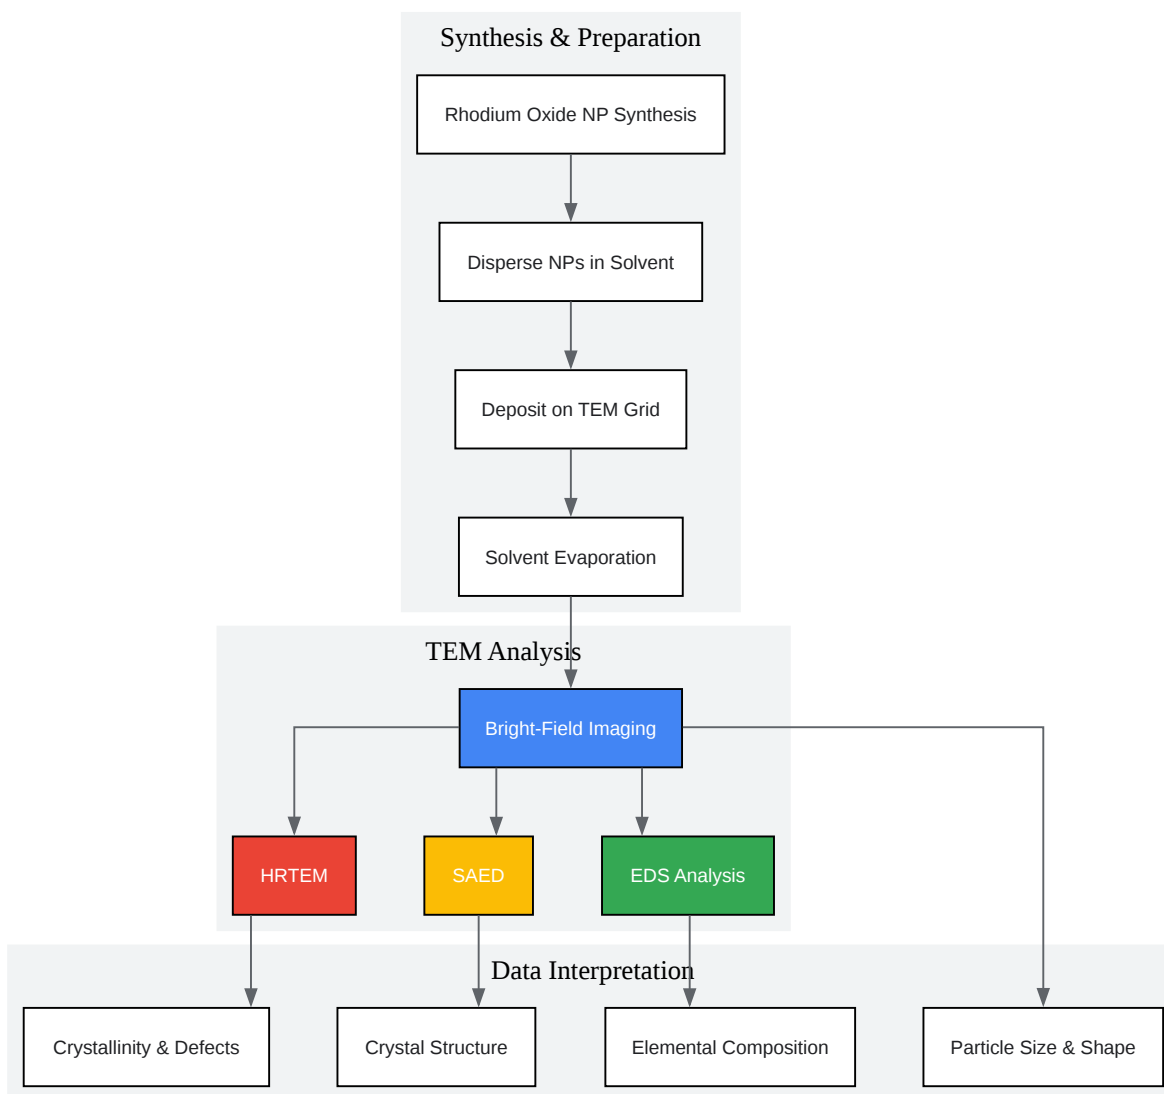 Synthesis & Preparation
Rhodium Oxide NP Synthesis
Disperse NPs in Solvent
Deposit on TEM Grid
Solvent Evaporation
TEM Analysis
Bright-Field Imaging
HRTEM
SAED
EDS Analysis
Data Interpretation
Crystallinity & Defects
Crystal Structure
Elemental Composition
Particle Size & Shape